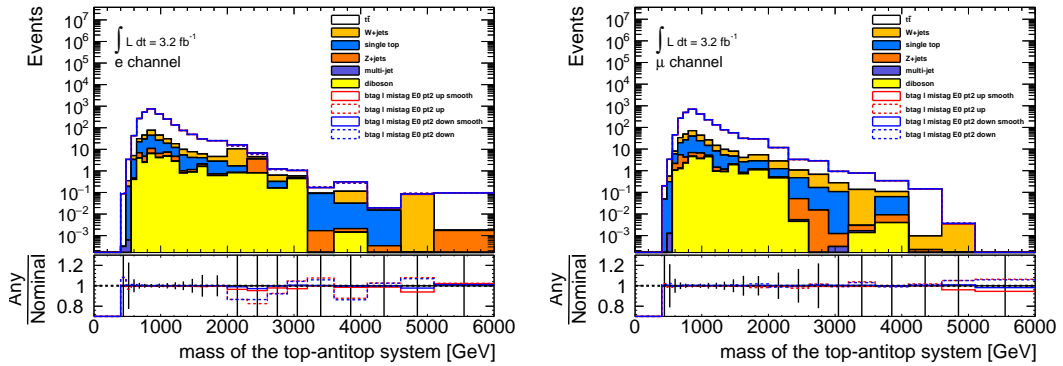 Events
10⁷
10⁶
10⁵
10⁴
10³
10²
10
1
10⁻¹
10⁻²
10⁻³
∫ L dt = 3.2 fb⁻¹
e channel
tt̄
W+jets
single top
Z+jets
multi-jet
diboson
btag l mistag E0 pt2 up smooth
btag l mistag E0 pt2 up
btag l mistag E0 pt2 down smooth
btag l mistag E0 pt2 down
Any
Nominal
1.2
1
0.8
0 1000 2000 3000 4000 5000 6000
mass of the top-antitop system [GeV]
Events
10⁷
10⁶
10⁵
10⁴
10³
10²
10
1
10⁻¹
10⁻²
10⁻³
∫ L dt = 3.2 fb⁻¹
μ channel
tt̄
W+jets
single top
Z+jets
multi-jet
diboson
btag l mistag E0 pt2 up smooth
btag l mistag E0 pt2 up
btag l mistag E0 pt2 down smooth
btag l mistag E0 pt2 down
Any
Nominal
1.2
1
0.8
0 1000 2000 3000 4000 5000 6000
mass of the top-antitop system [GeV]